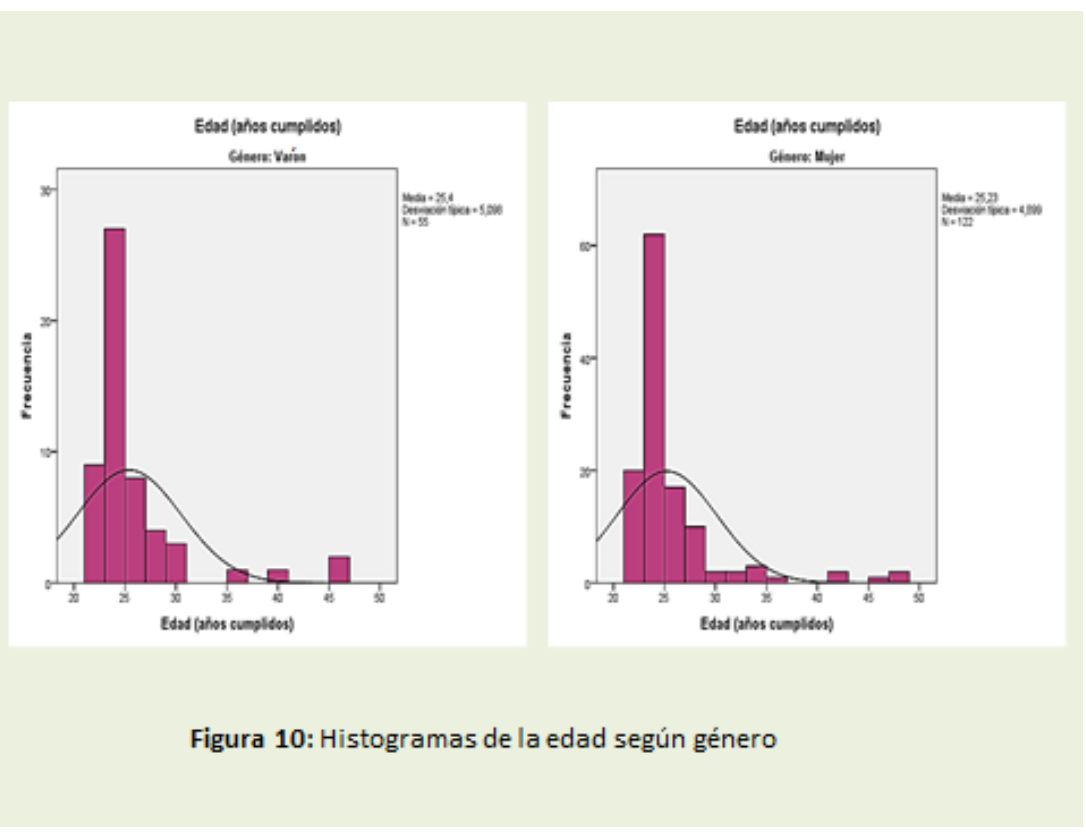 Edad (años cumplidos)
Género: Varón
30
20
10
0
20 25 30 35 40 45 50
Frecuencia
Edad (años cumplidos)
Media = 25,4
Desviación típica = 5,098
N = 55
Edad (años cumplidos)
Género: Mujer
60
40
20
0
20 25 30 35 40 45 50
Frecuencia
Edad (años cumplidos)
Media = 25,23
Desviación típica = 4,899
N = 122
Figura 10: Histogramas de la edad según género